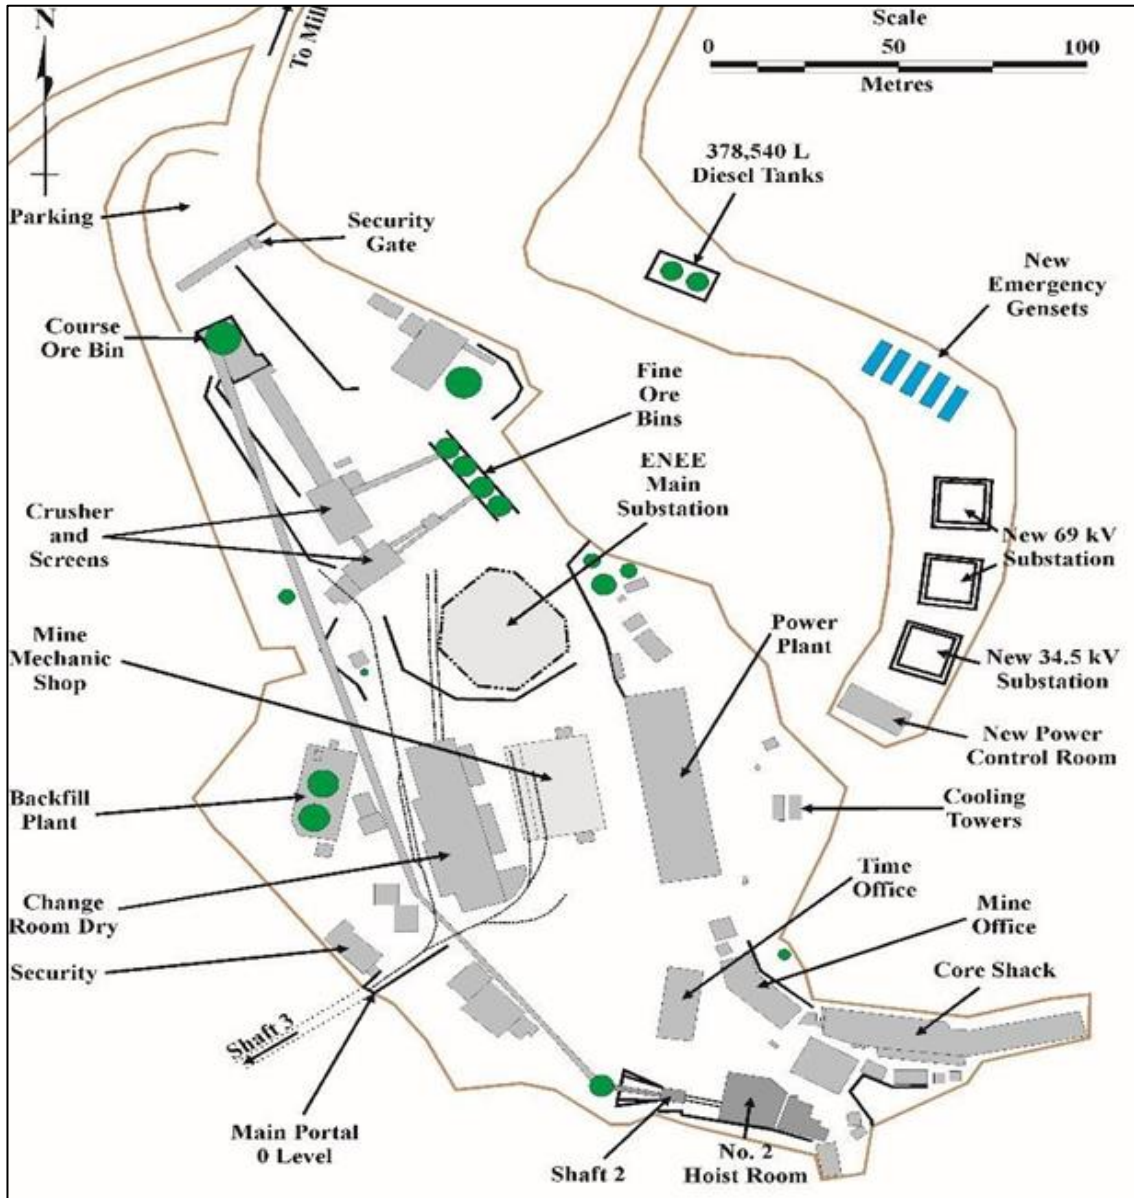 N
To Mill
Scale
0 50 100
Metres
378,540 L
Diesel Tanks
Parking
Security
Gate
New
Emergency
Gensets
Course
Ore Bin
Fine
Ore
Bins
ENEE
Main
Substation
Crusher
and
Screens
New 69 kV
Substation
Mine
Mechanic
Shop
Power
Plant
New 34.5 kV
Substation
New Power
Control Room
Backfill
Plant
Cooling
Towers
Time
Office
Change
Room Dry
Mine
Office
Security
Core Shack
Shaft 3
Main Portal
0 Level
Shaft 2
No. 2
Hoist Room